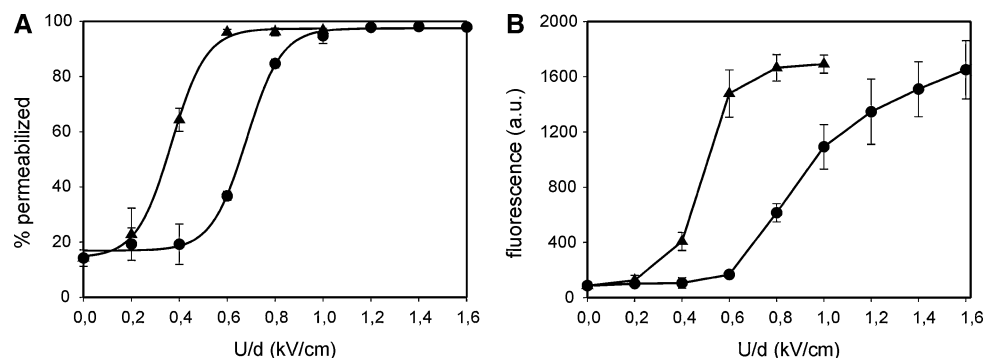 A
% permeabilized
100
80
60
40
20
0
0,0 0,2 0,4 0,6 0,8 1,0 1,2 1,4 1,6
U/d (kV/cm)
B
fluorescence (a.u.)
2000
1600
1200
800
400
0
0,0 0,2 0,4 0,6 0,8 1,0 1,2 1,4 1,6
U/d (kV/cm)